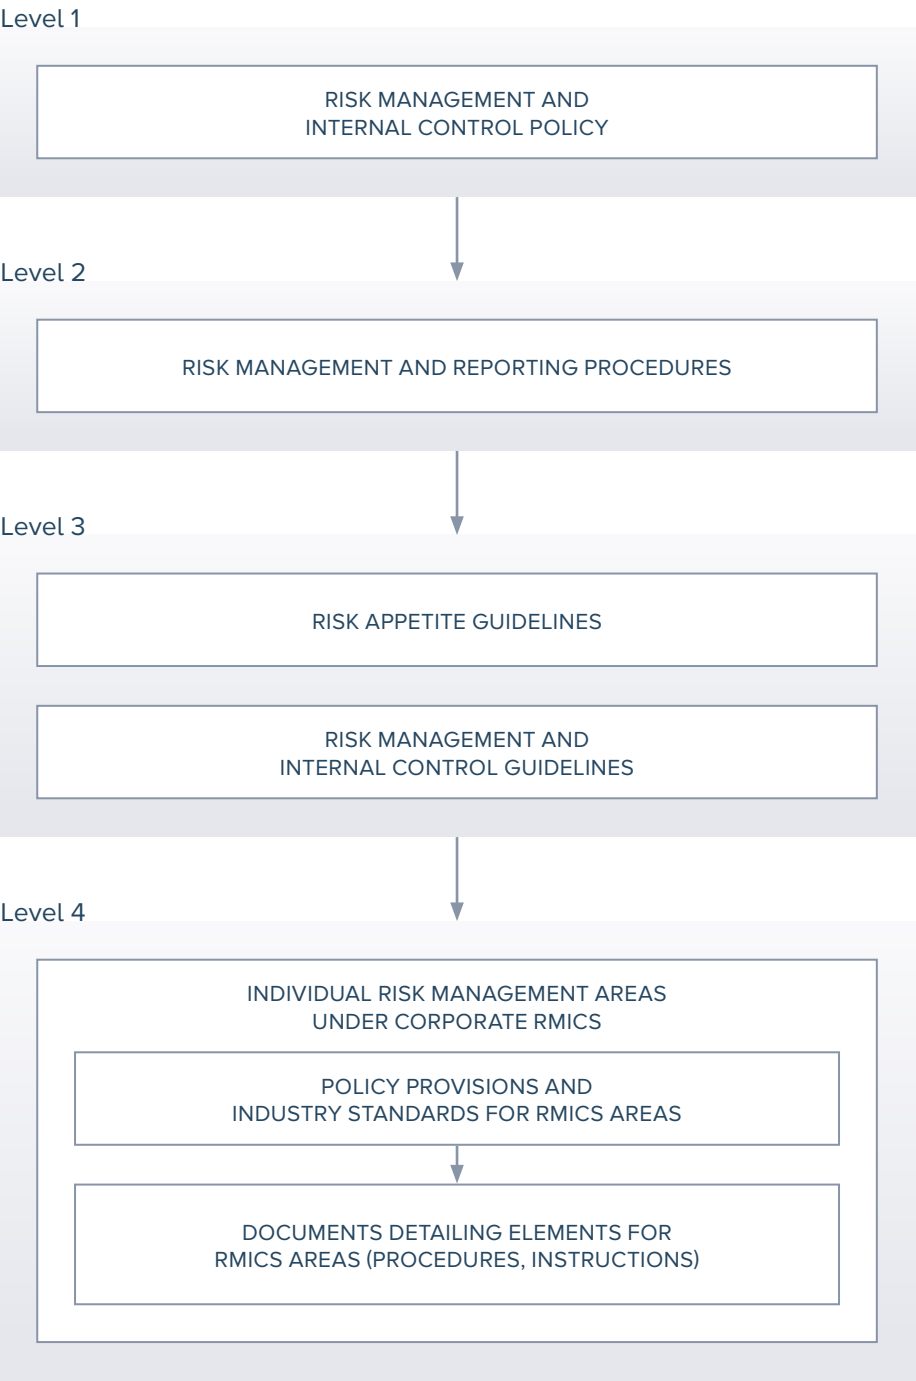 Level 1
RISK MANAGEMENT AND
INTERNAL CONTROL POLICY
Level 2
RISK MANAGEMENT AND REPORTING PROCEDURES
Level 3
RISK APPETITE GUIDELINES
RISK MANAGEMENT AND
INTERNAL CONTROL GUIDELINES
Level 4
INDIVIDUAL RISK MANAGEMENT AREAS
UNDER CORPORATE RMICS
POLICY PROVISIONS AND
INDUSTRY STANDARDS FOR RMICS AREAS
DOCUMENTS DETAILING ELEMENTS FOR
RMICS AREAS (PROCEDURES, INSTRUCTIONS)